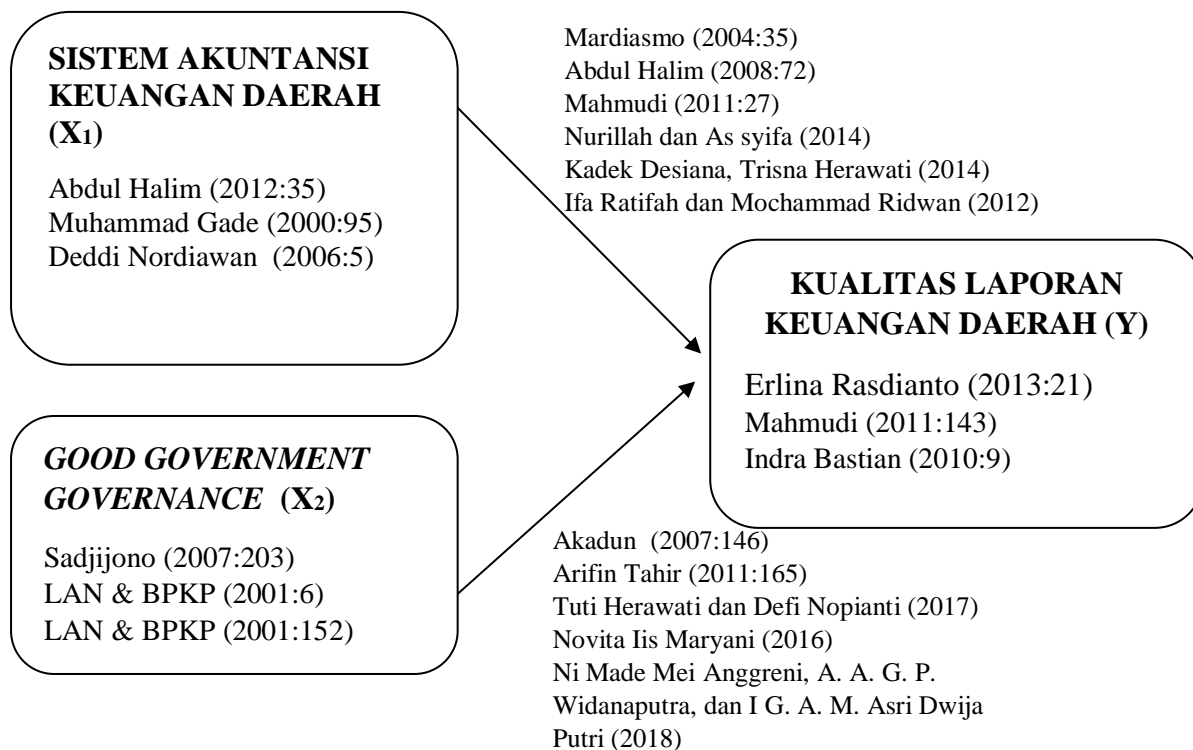 SISTEM AKUNTANSI
KEUANGAN DAERAH
(X1)
Abdul Halim (2012:35)
Muhammad Gade (2000:95)
Deddi Nordiawan (2006:5)
Mardiasmo (2004:35)
Abdul Halim (2008:72)
Mahmudi (2011:27)
Nurillah dan As syifa (2014)
Kadek Desiana, Trisna Herawati (2014)
Ifa Ratifah dan Mochammad Ridwan (2012)
KUALITAS LAPORAN
KEUANGAN DAERAH (Y)
Erlina Rasdianto (2013:21)
Mahmudi (2011:143)
Indra Bastian (2010:9)
GOOD GOVERNMENT
GOVERNANCE (X2)
Sadjijono (2007:203)
LAN & BPKP (2001:6)
LAN & BPKP (2001:152)
Akadun (2007:146)
Arifin Tahir (2011:165)
Tuti Herawati dan Defi Nopianti (2017)
Novita Iis Maryani (2016)
Ni Made Mei Anggreni, A. A. G. P.
Widanaputra, dan I G. A. M. Asri Dwija
Putri (2018)